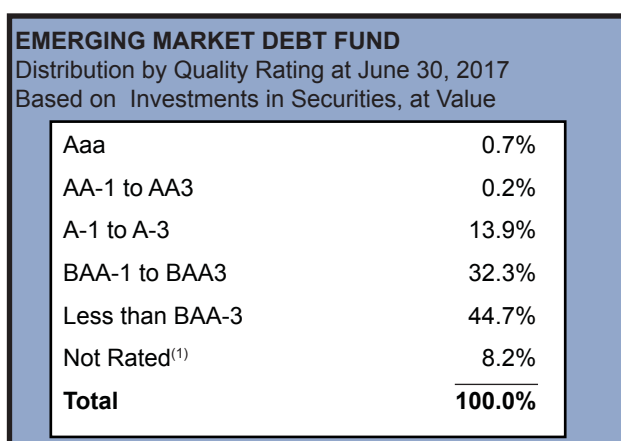 EMERGING MARKET DEBT FUND
Distribution by Quality Rating at June 30, 2017
Based on Investments in Securities, at Value
Aaa 0.7%
AA-1 to AA3 0.2%
A-1 to A-3 13.9%
BAA-1 to BAA3 32.3%
Less than BAA-3 44.7%
Not Rated(1) 8.2%
Total 100.0%